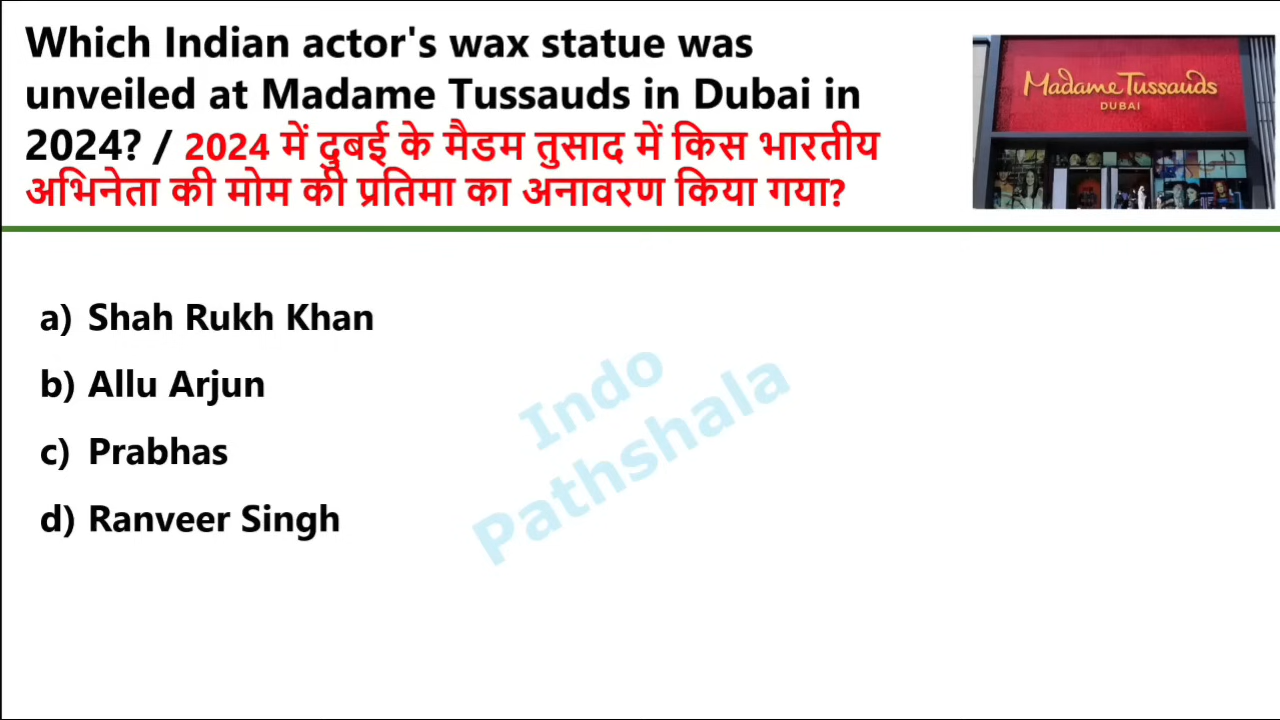 Which Indian actor's wax statue was
unveiled at Madame Tussauds in Dubai in
2024? / 2024 में दुबई के मैडम तुसाद में किस भारतीय
अभिनेता की मोम की प्रतिमा का अनावरण किया गया?
Madame Tussauds
DUBAI
a) Shah Rukh Khan
b) Allu Arjun
c) Prabhas
d) Ranveer Singh
Indo
Pathshala